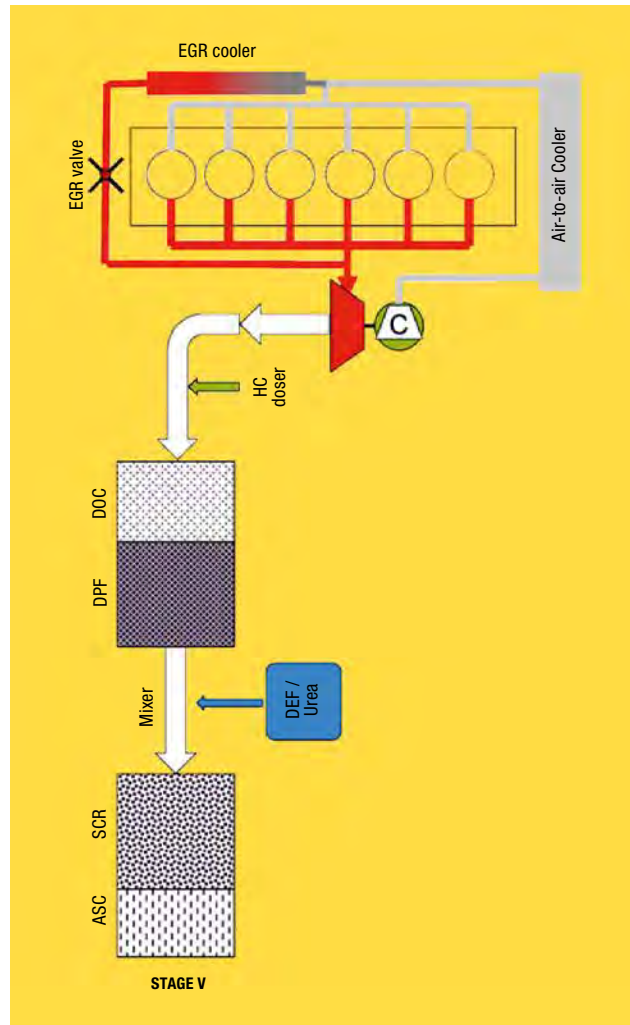 EGR cooler
EGR valve
Air-to-air Cooler
C
HC
doser
DOC
DPF
Mixer
DEF /
Urea
SCR
ASC
STAGE V